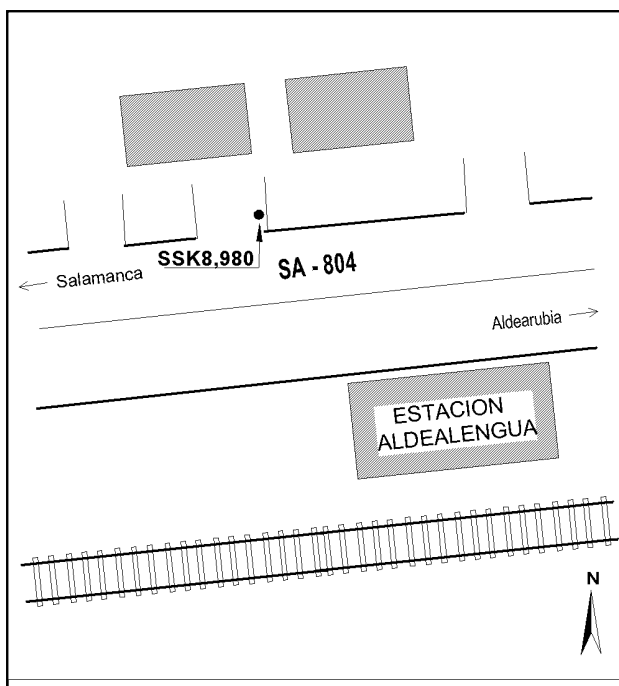 SSK8,980
SA - 804
Salamanca
Aldearubia
ESTACION
ALDEALENGUA
N